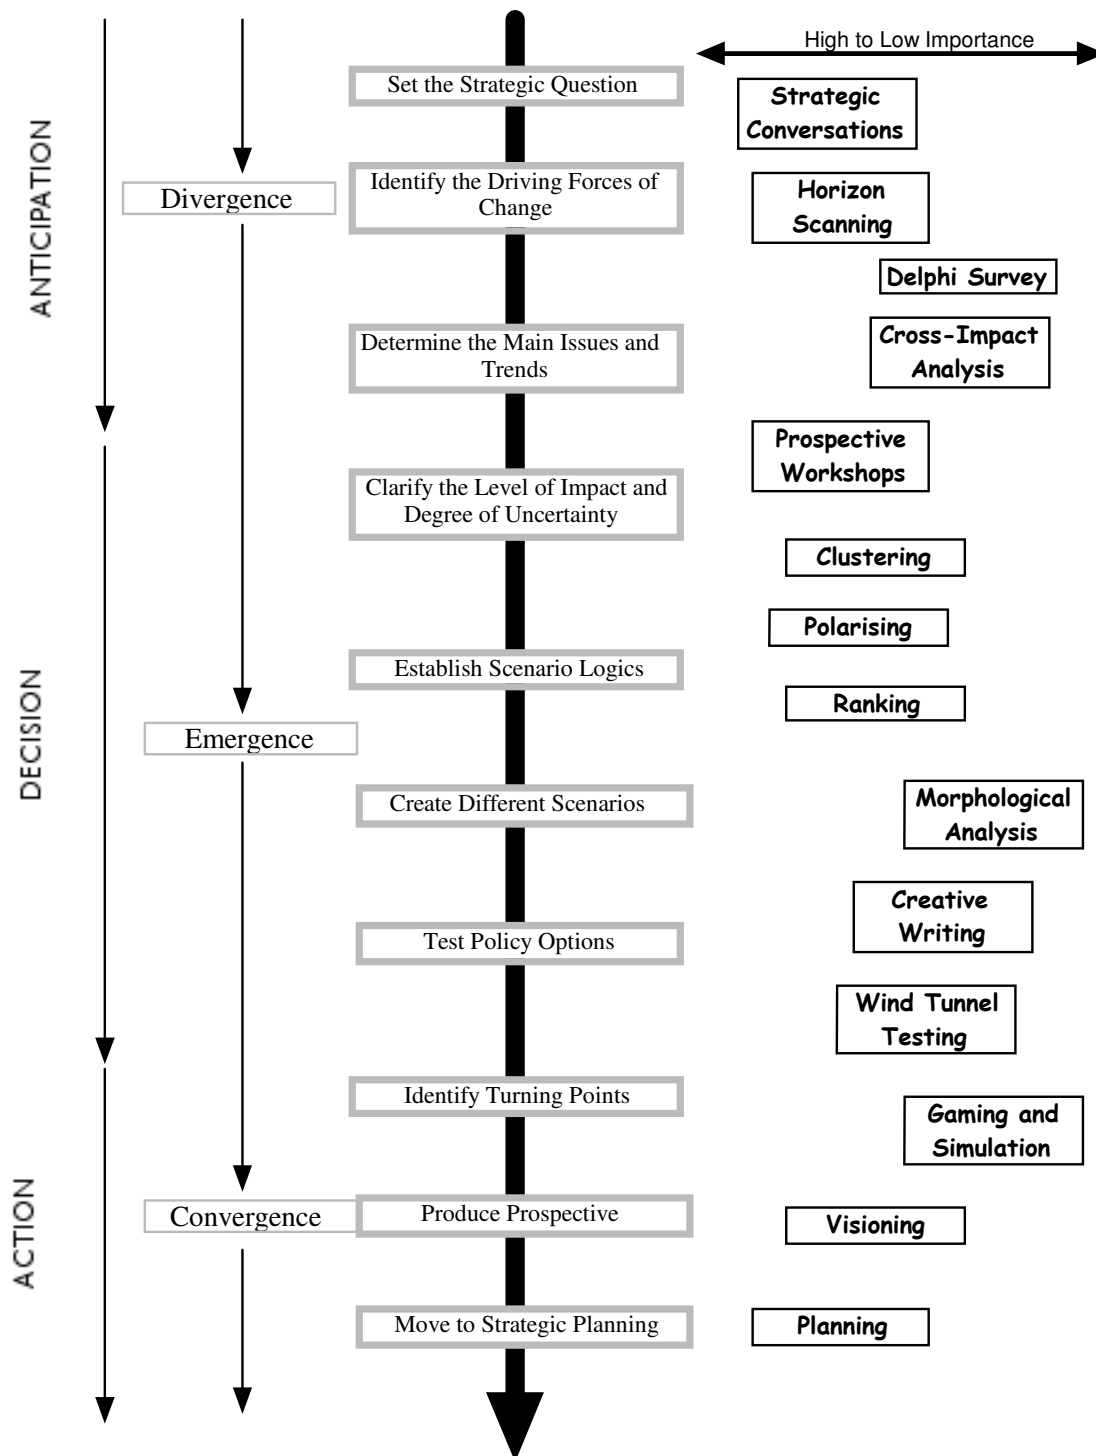 High to Low Importance
Set the Strategic Question
Strategic
Conversations
ANTICIPATION
Divergence
Identify the Driving Forces of
Change
Horizon
Scanning
Delphi Survey
Determine the Main Issues and
Trends
Cross-Impact
Analysis
Prospective
Workshops
Clarify the Level of Impact and
Degree of Uncertainty
Clustering
Polarising
DECISION
Establish Scenario Logics
Ranking
Emergence
Create Different Scenarios
Morphological
Analysis
Creative
Writing
Test Policy Options
Wind Tunnel
Testing
Identify Turning Points
Gaming and
Simulation
ACTION
Convergence
Produce Prospective
Visioning
Move to Strategic Planning
Planning